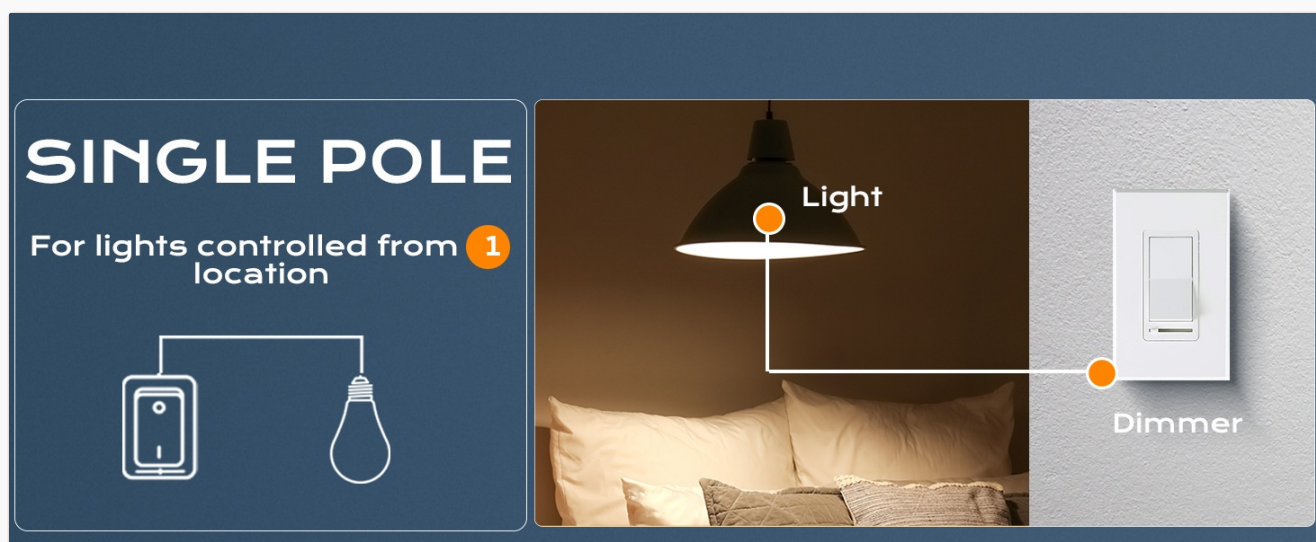 SINGLE POLE
For lights controlled from 1
location
Light
Dimmer